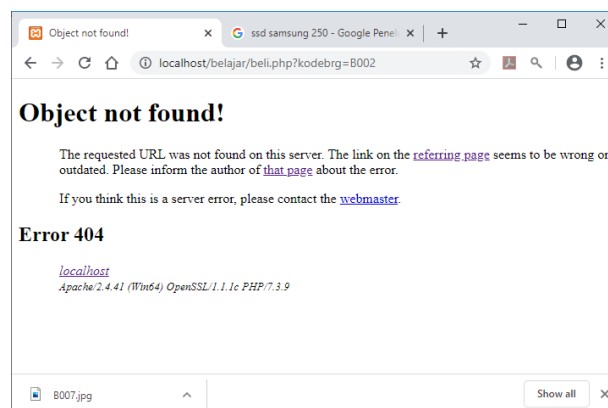 Object not found!
ssd samsung 250 - Google Penel
localhost/belajar/beli.php?kodebrg=B002
Object not found!
The requested URL was not found on this server. The link on the referring page seems to be wrong or
outdated. Please inform the author of that page about the error.
If you think this is a server error, please contact the webmaster.
Error 404
localhost
Apache/2.4.41 (Win64) OpenSSL/1.1.1c PHP/7.3.9
B007.jpg
Show all